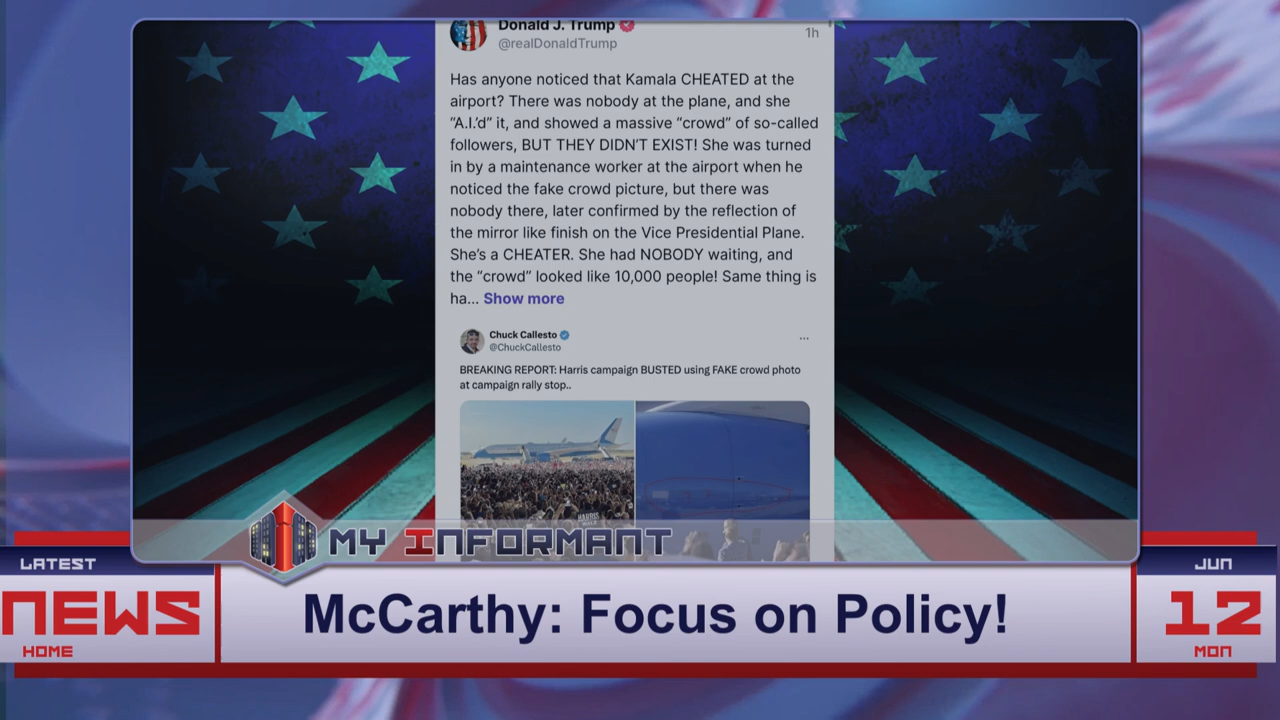 Donald J. Trump
@realDonaldTrump
1h
Has anyone noticed that Kamala CHEATED at the
airport? There was nobody at the plane, and she
“A.I.’d” it, and showed a massive “crowd” of so-called
followers, BUT THEY DIDN’T EXIST! She was turned
in by a maintenance worker at the airport when he
noticed the fake crowd picture, but there was
nobody there, later confirmed by the reflection of
the mirror like finish on the Vice Presidential Plane.
She’s a CHEATER. She had NOBODY waiting, and
the “crowd” looked like 10,000 people! Same thing is
ha... Show more
Chuck Callesto
@ChuckCallesto
...
BREAKING REPORT: Harris campaign BUSTED using FAKE crowd photo
at campaign rally stop..
HARRIS
MY INFORMANT
LATEST
NEWS
HOME
McCarthy: Focus on Policy!
JUN
12
MON